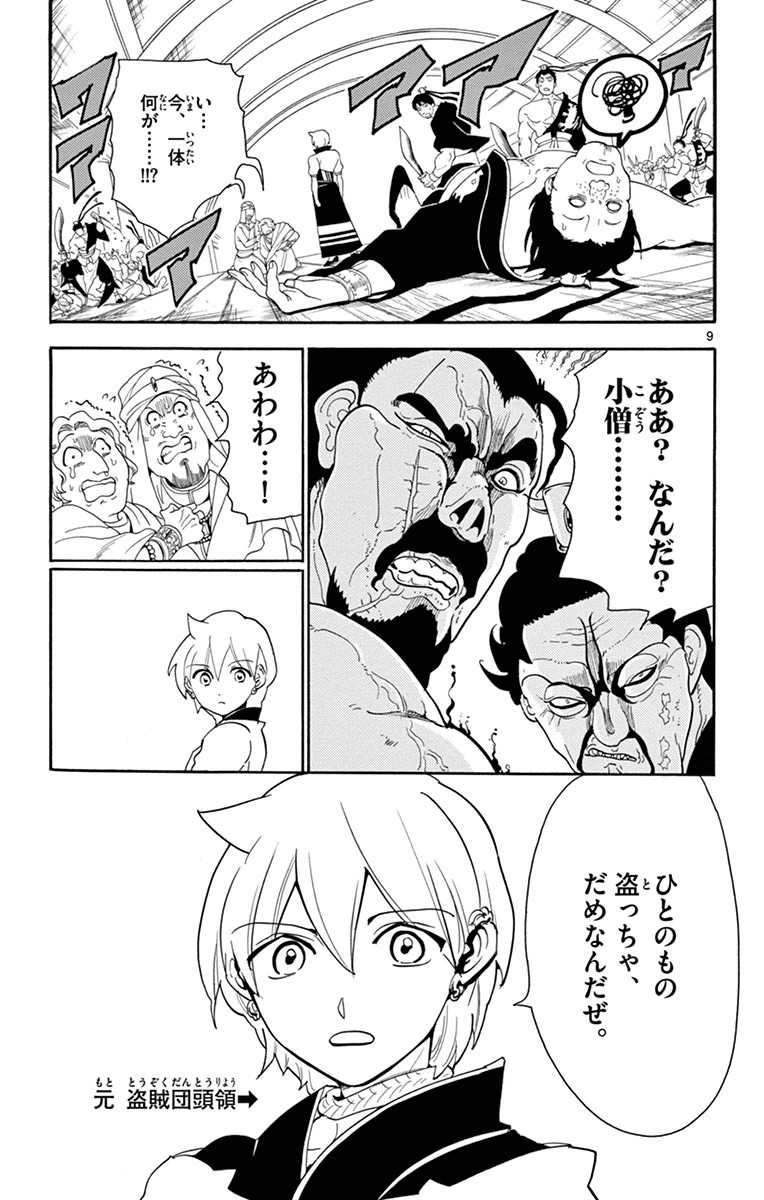 ワアアアア
い…
今、一体
何が……!!?
9
ああ？なんだ？
小僧………
あわわ…！
ひとのもの
盗っちゃ、
だめなんだぜ。
元 盗賊団頭領➡